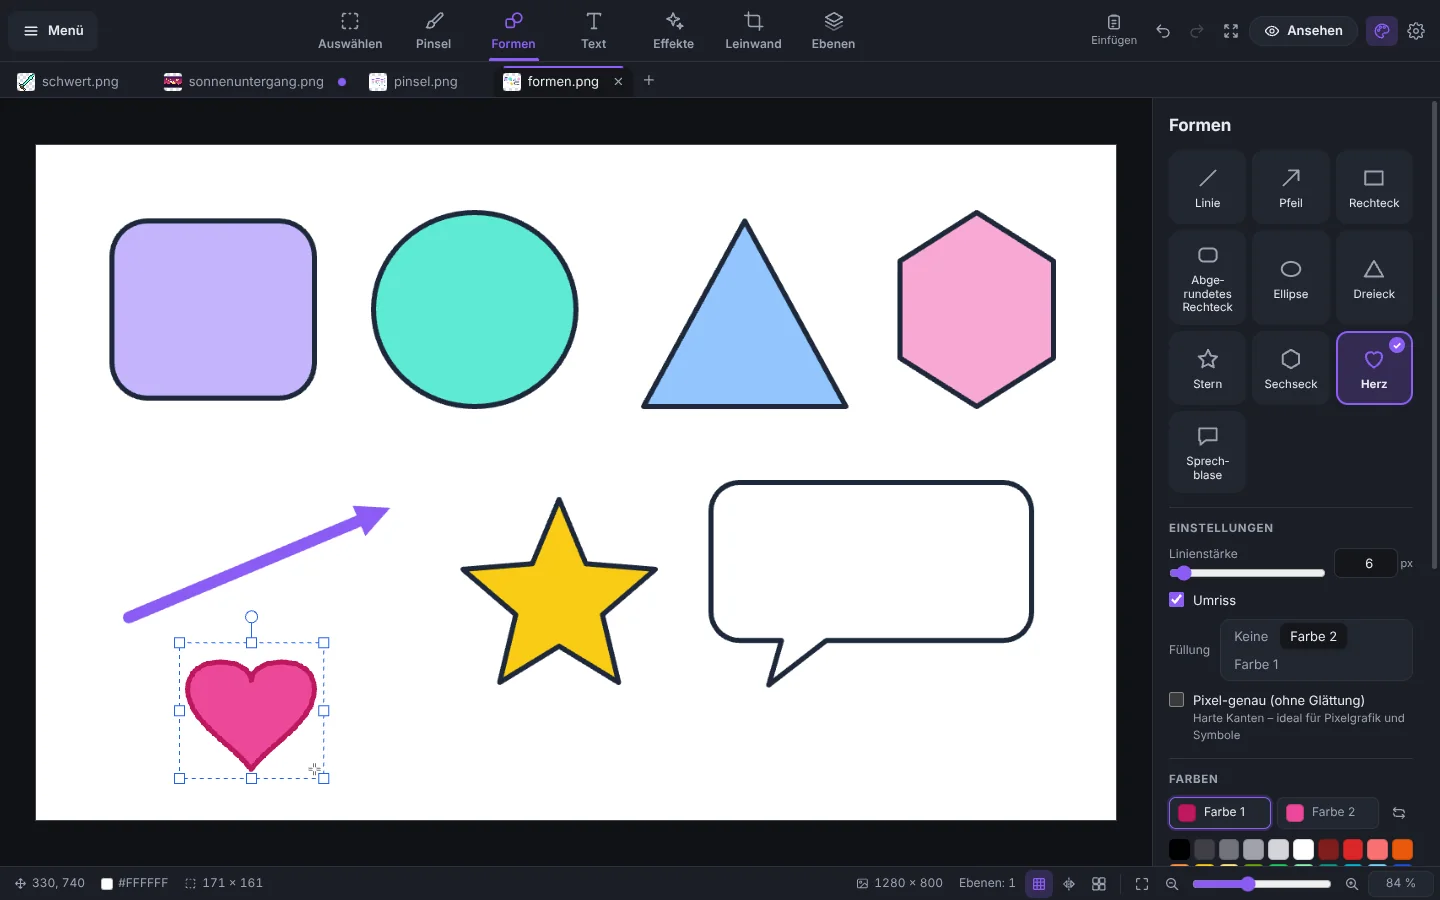 Menü
Auswählen
Pinsel
Formen
Text
Effekte
Leinwand
Ebenen
Einfügen
Ansehen
schwert.png
sonnenuntergang.png
pinsel.png
formen.png
Formen
Linie
Pfeil
Rechteck
Abge-
rundetes
Rechteck
Ellipse
Dreieck
Stern
Sechseck
Herz
Sprech-
blase
EINSTELLUNGEN
Linienstärke
6 px
Umriss
Füllung
Keine
Farbe 2
Farbe 1
Pixel-genau (ohne Glättung)
Harte Kanten – ideal für Pixelgrafik und
Symbole
FARBEN
Farbe 1
Farbe 2
330, 740
#FFFFFF
171 × 161
1280 × 800
Ebenen: 1
84 %